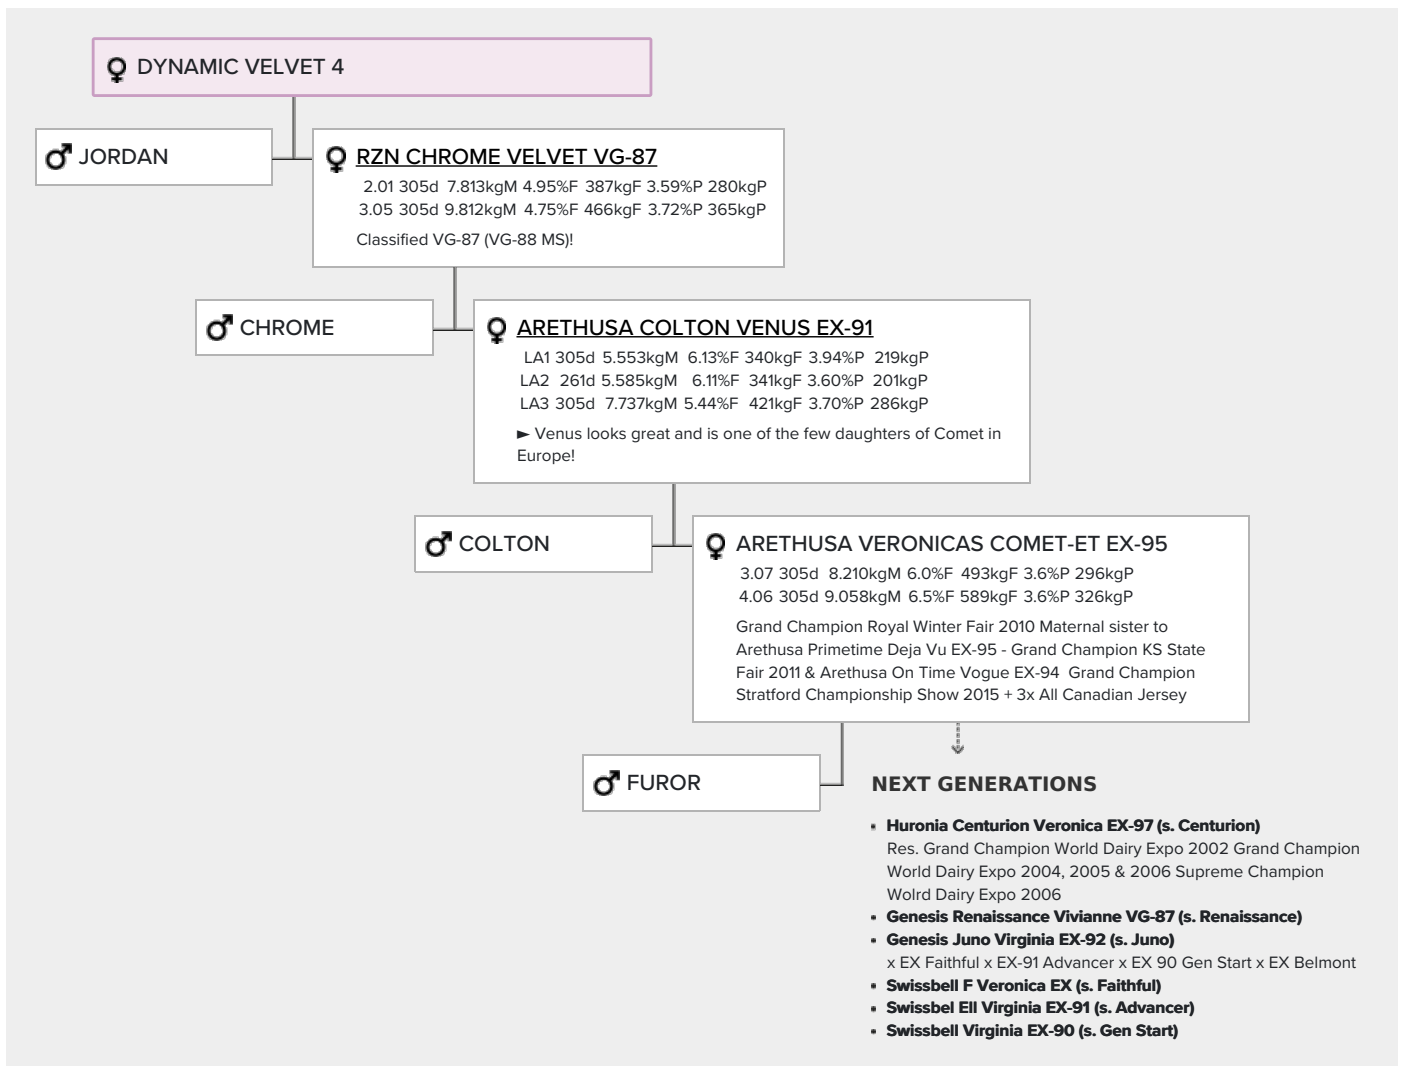 DYNAMIC VELVET 4
JORDAN
RZN CHROME VELVET VG-87
2.01 305d 7.813kgM 4.95%F 387kgF 3.59%P 280kgP
3.05 305d 9.812kgM 4.75%F 466kgF 3.72%P 365kgP
Classified VG-87 (VG-88 MS)!
CHROME
ARETHUSA COLTON VENUS EX-91
LA1 305d 5.553kgM 6.13%F 340kgF 3.94%P 219kgP
LA2 261d 5.585kgM 6.11%F 341kgF 3.60%P 201kgP
LA3 305d 7.737kgM 5.44%F 421kgF 3.70%P 286kgP
► Venus looks great and is one of the few daughters of Comet in
Europe!
COLTON
ARETHUSA VERONICAS COMET-ET EX-95
3.07 305d 8.210kgM 6.0%F 493kgF 3.6%P 296kgP
4.06 305d 9.058kgM 6.5%F 589kgF 3.6%P 326kgP
Grand Champion Royal Winter Fair 2010 Maternal sister to
Arethusa Primetime Deja Vu EX-95 - Grand Champion KS State
Fair 2011 & Arethusa On Time Vogue EX-94 Grand Champion
Stratford Championship Show 2015 + 3x All Canadian Jersey
FUROR
NEXT GENERATIONS
Huronia Centurion Veronica EX-97 (s. Centurion)
Res. Grand Champion World Dairy Expo 2002 Grand Champion
World Dairy Expo 2004, 2005 & 2006 Supreme Champion
Wolrd Dairy Expo 2006
Genesis Renaissance Vivianne VG-87 (s. Renaissance)
Genesis Juno Virginia EX-92 (s. Juno)
x EX Faithful x EX-91 Advancer x EX 90 Gen Start x EX Belmont
Swissbell F Veronica EX (s. Faithful)
Swissbel Ell Virginia EX-91 (s. Advancer)
Swissbell Virginia EX-90 (s. Gen Start)